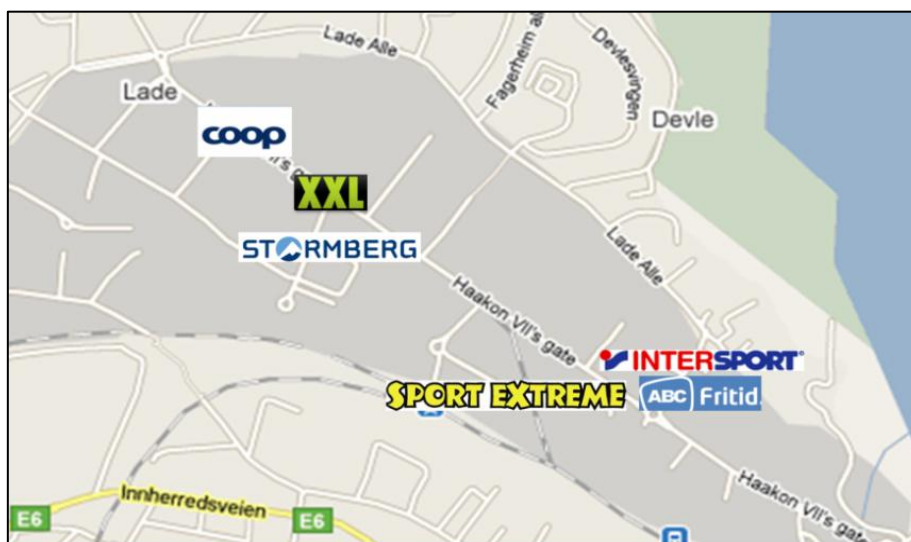 Lade Alle
Fagerheim al
Devlesvingen
Lade
Devle
coop
ll's g
XXL
STORMBERG
Lade Alle
Haakon VII's gate
INTERSPORT
SPORT EXTREME
ABC Fritid.
Haakon VII's gate
Innherredsveien
E6
E6